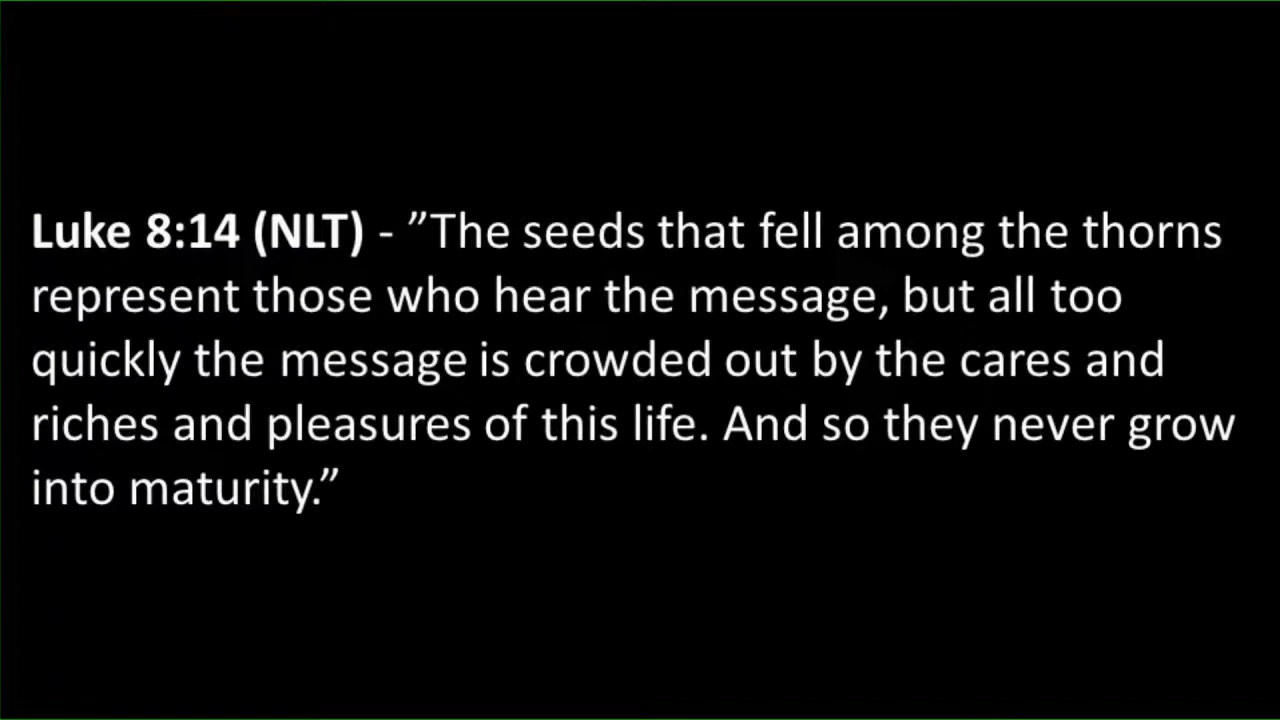 Luke 8:14 (NLT) - ”The seeds that fell among the thorns
represent those who hear the message, but all too
quickly the message is crowded out by the cares and
riches and pleasures of this life. And so they never grow
into maturity.”